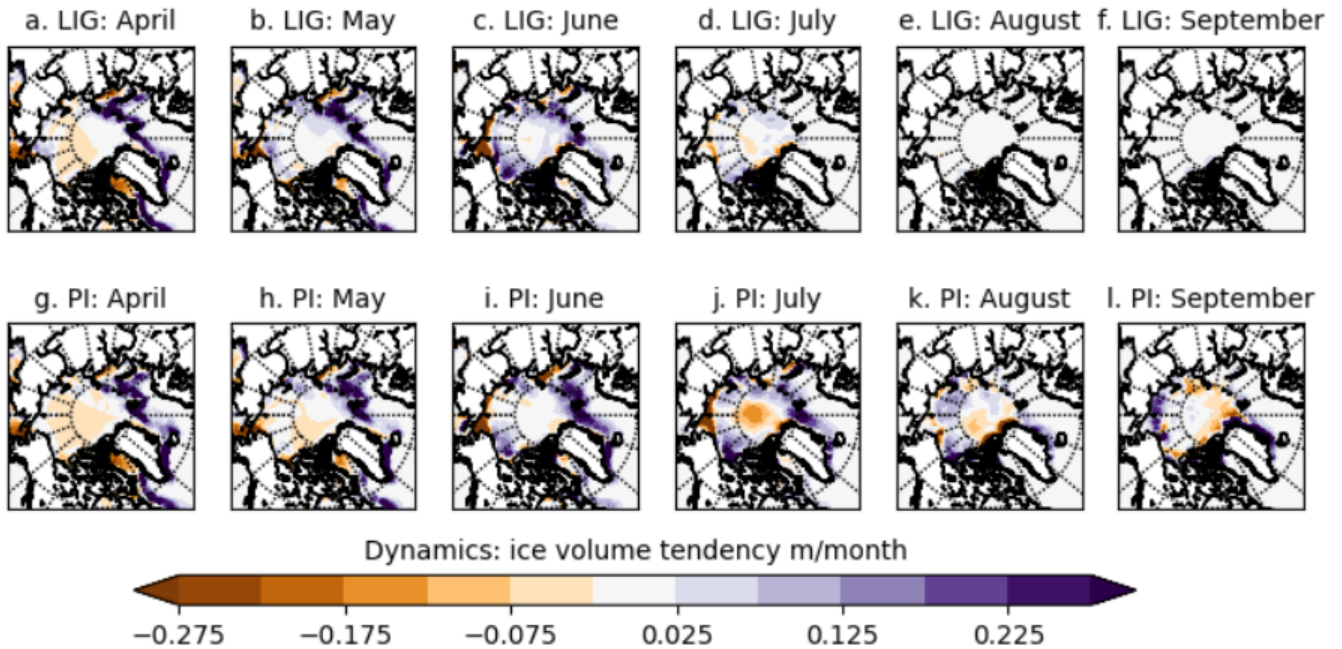 a. LIG: April b. LIG: May c. LIG: June d. LIG: July e. LIG: August f. LIG: September
g. PI: April h. PI: May i. PI: June j. PI: July k. PI: August l. PI: September
Dynamics: ice volume tendency m/month
−0.275 −0.175 −0.075 0.025 0.125 0.225